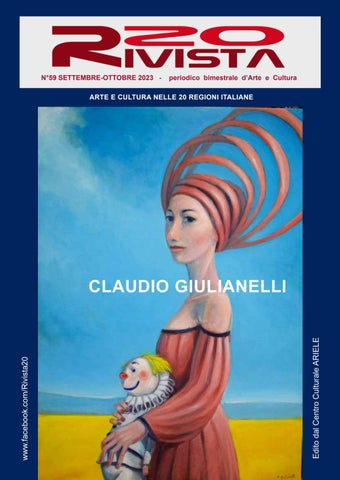 20
RIVISTA
N°59 SETTEMBRE-OTTOBRE 2023 - periodico bimestrale d'Arte e Cultura
ARTE E CULTURA NELLE 20 REGIONI ITALIANE
CLAUDIO GIULIANELLI
www.facebook.com/Rivista20
Edito dal Centro Culturale ARIELE